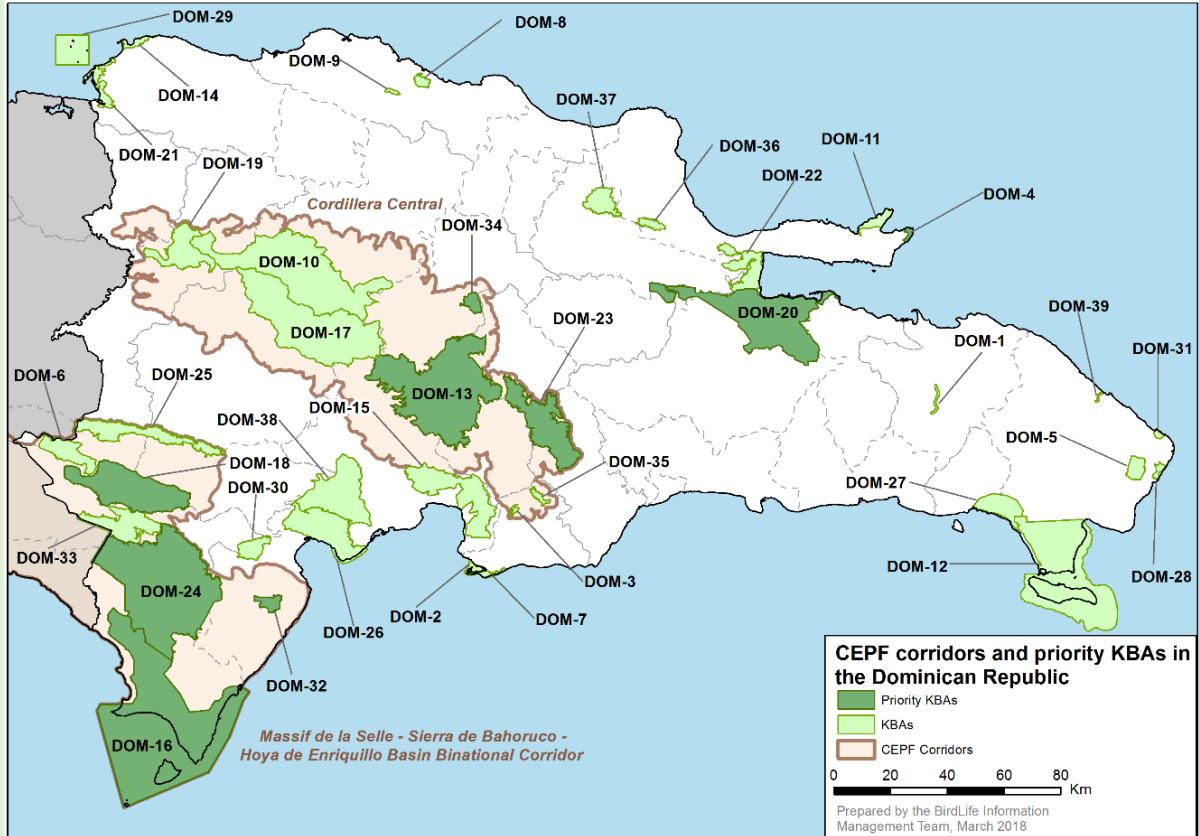 DOM-29
DOM-8
DOM-9
DOM-14
DOM-37
DOM-21
DOM-19
DOM-36
DOM-11
DOM-22
DOM-4
Cordillera Central
DOM-34
DOM-10
DOM-20
DOM-23
DOM-17
DOM-39
DOM-1
DOM-31
DOM-6
DOM-25
DOM-13
DOM-15
DOM-38
DOM-5
DOM-18
DOM-35
DOM-30
DOM-27
DOM-33
DOM-12
DOM-28
DOM-24
DOM-3
DOM-2
DOM-7
DOM-26
DOM-32
DOM-16
Massif de la Selle - Sierra de Bahoruco -
Hoya de Enriquillo Basin Binational Corridor
CEPF corridors and priority KBAs in
the Dominican Republic
Priority KBAs
KBAs
CEPF Corridors
0 20 40 60 80
Km
Prepared by the BirdLife Information
Management Team, March 2018